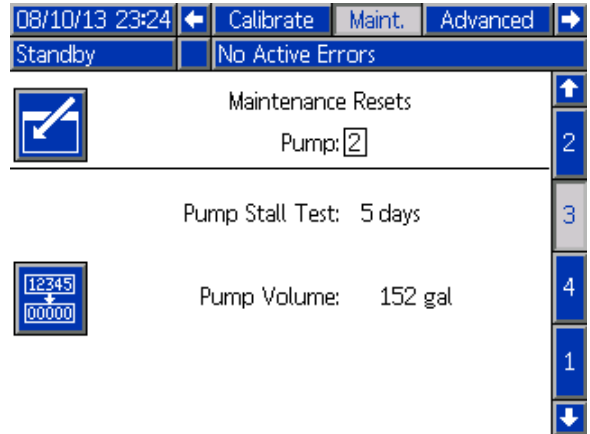 08/10/13 23:24 Calibrate Maint. Advanced
Standby No Active Errors
Maintenance Resets
Pump: 2
2
Pump Stall Test: 5 days
3
12345
00000
Pump Volume: 152 gal
4
1